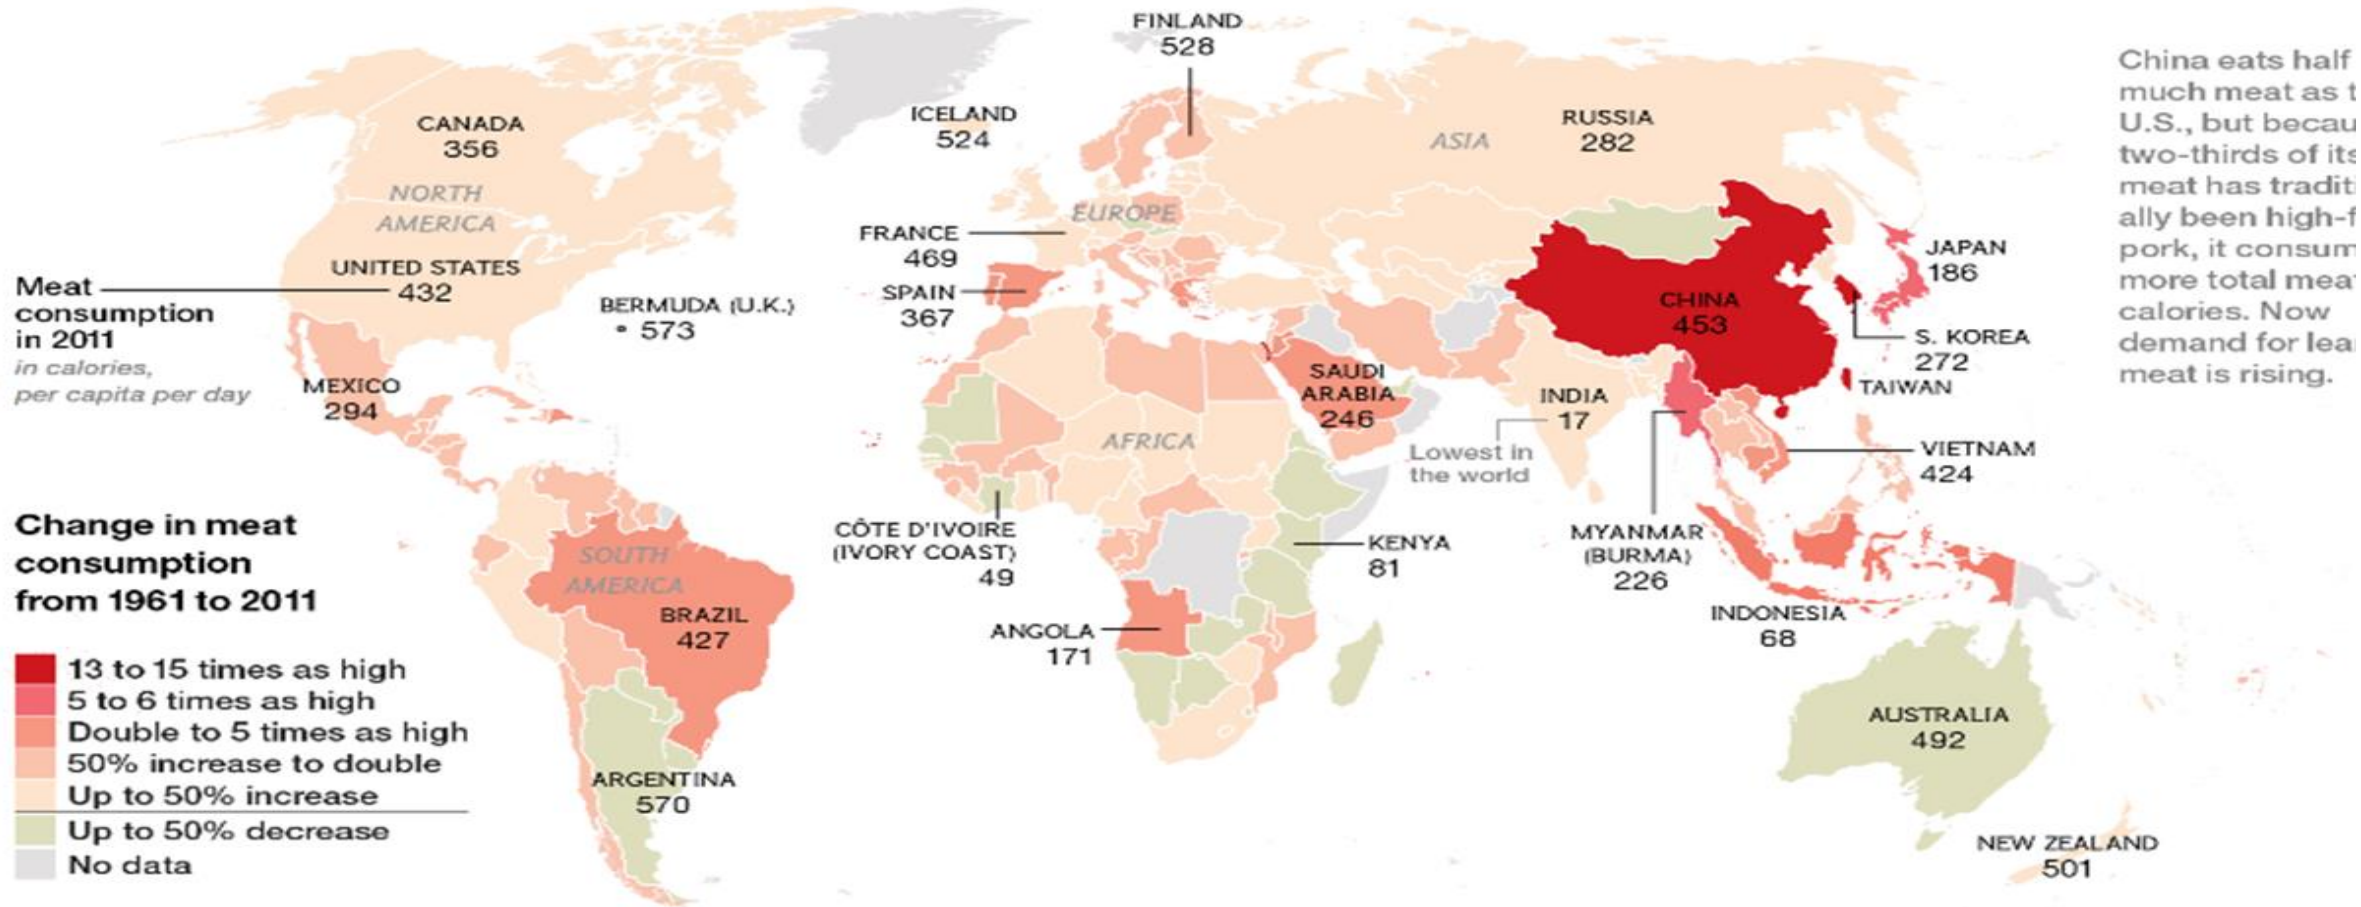 FINLAND
528
CANADA
356
NORTH
AMERICA
UNITED STATES
432
ICELAND
524
RUSSIA
282
ASIA
EUROPE
FRANCE
469
SPAIN
367
BERMUDA (U.K.)
573
Meat
consumption
in 2011
in calories,
per capita per day
MEXICO
294
CHINA
453
JAPAN
186
S. KOREA
272
TAIWAN
SAUDI
ARABIA
246
INDIA
17
Lowest in
the world
AFRICA
VIETNAM
424
CÔTE D'IVOIRE
(IVORY COAST)
49
KENYA
81
MYANMAR
(BURMA)
226
INDONESIA
68
ANGOLA
171
SOUTH
AMERICA
BRAZIL
427
ARGENTINA
570
AUSTRALIA
492
NEW ZEALAND
501
Change in meat
consumption
from 1961 to 2011
13 to 15 times as high
5 to 6 times as high
Double to 5 times as high
50% increase to double
Up to 50% increase
Up to 50% decrease
No data
China eats half
much meat as
U.S., but
two-thirds of
meat has
ally been
pork, it
more total
calories. Now
demand for
meat is rising.